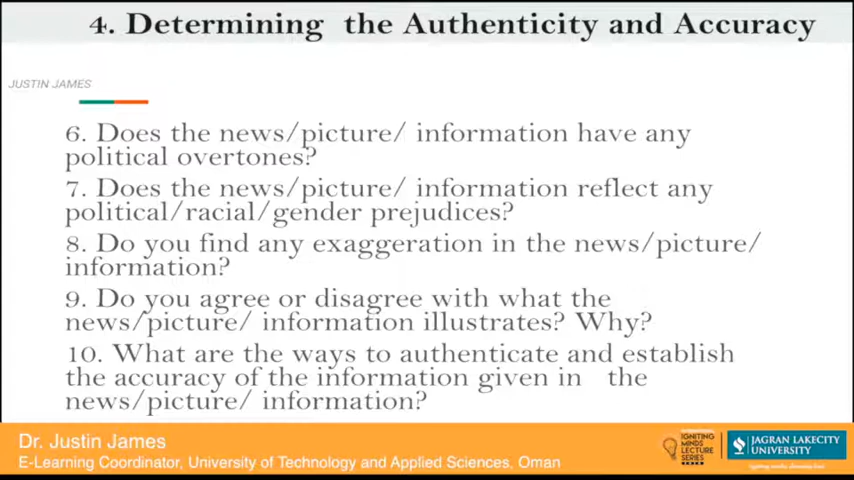 4. Determining the Authenticity and Accuracy
JUSTIN JAMES
6. Does the news/picture/ information have any
political overtones?
7. Does the news/picture/ information reflect any
political/racial/gender prejudices?
8. Do you find any exaggeration in the news/picture/
information?
9. Do you agree or disagree with what the
news/picture/ information illustrates? Why?
10. What are the ways to authenticate and establish
the accuracy of the information given in the
news/picture/ information?
Dr. Justin James
E-Learning Coordinator, University of Technology and Applied Sciences, Oman
IGNITING
MINDS
LECTURE
SERIES
JAGRAN LAKECITY
UNIVERSITY